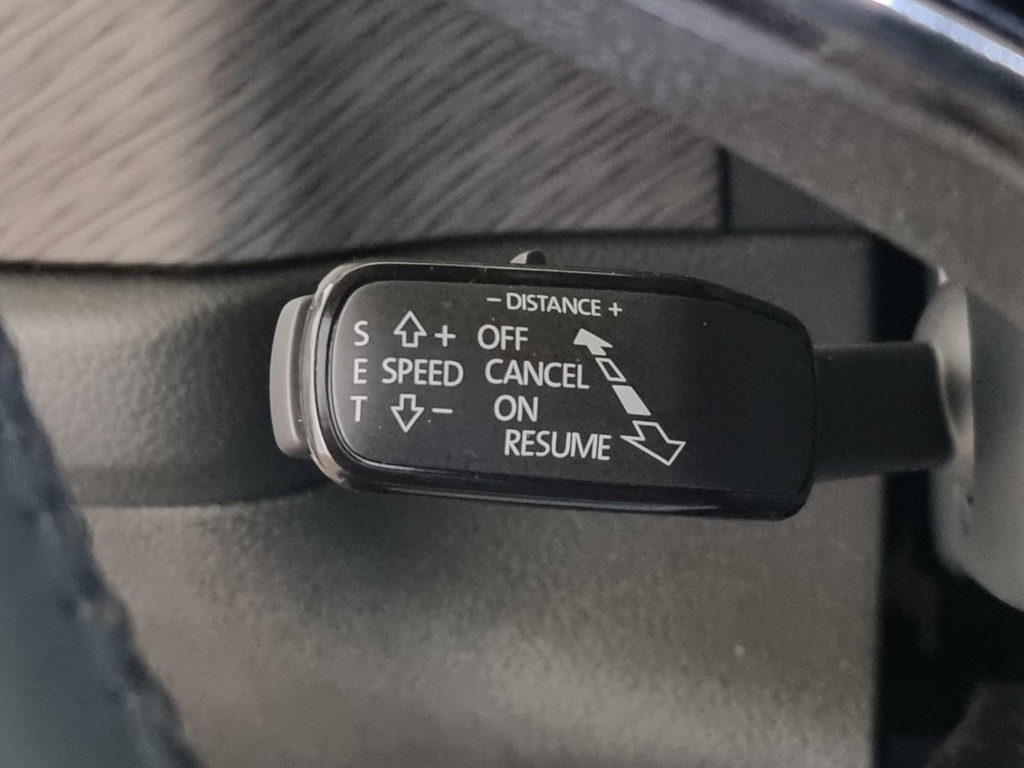 - DISTANCE +
S + OFF
E SPEED CANCEL
T - ON
RESUME